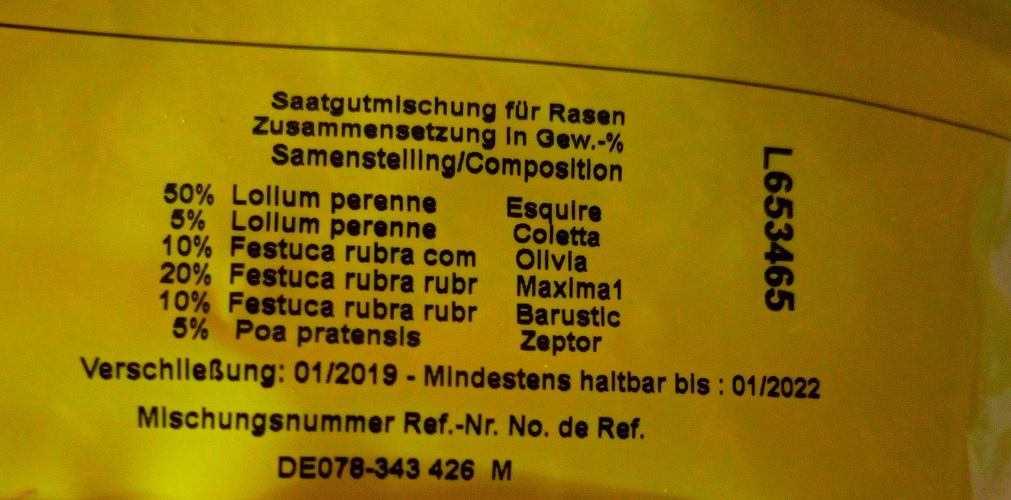 Saatgutmischung für Rasen
Zusammensetzung in Gew.-%
Samenstelling/Composition
50% Lolium perenne Esquire
5% Lolium perenne Coletta
10% Festuca rubra com Olivia
20% Festuca rubra rubr Maxima1
10% Festuca rubra rubr Barustic
5% Poa pratensis Zeptor
Verschließung: 01/2019 - Mindestens haltbar bis : 01/2022
Mischungsnummer Ref.-Nr. No. de Ref.
DE078-343 426 M
L653465